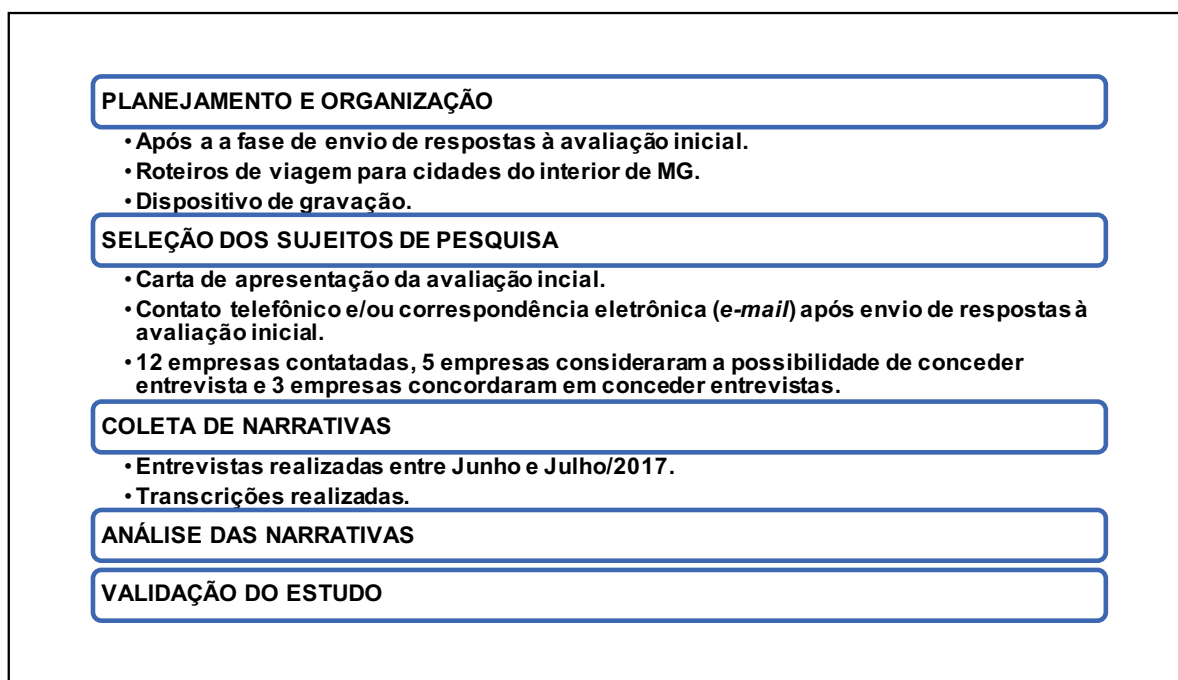 PLANEJAMENTO E ORGANIZAÇÃO
•Após a a fase de envio de respostas à avaliação inicial.
•Roteiros de viagem para cidades do interior de MG.
•Dispositivo de gravação.
SELEÇÃO DOS SUJEITOS DE PESQUISA
•Carta de apresentação da avaliação incial.
•Contato telefônico e/ou correspondência eletrônica (e-mail) após envio de respostas à
avaliação inicial.
•12 empresas contatadas, 5 empresas consideraram a possibilidade de conceder
entrevista e 3 empresas concordaram em conceder entrevistas.
COLETA DE NARRATIVAS
•Entrevistas realizadas entre Junho e Julho/2017.
•Transcrições realizadas.
ANÁLISE DAS NARRATIVAS
VALIDAÇÃO DO ESTUDO